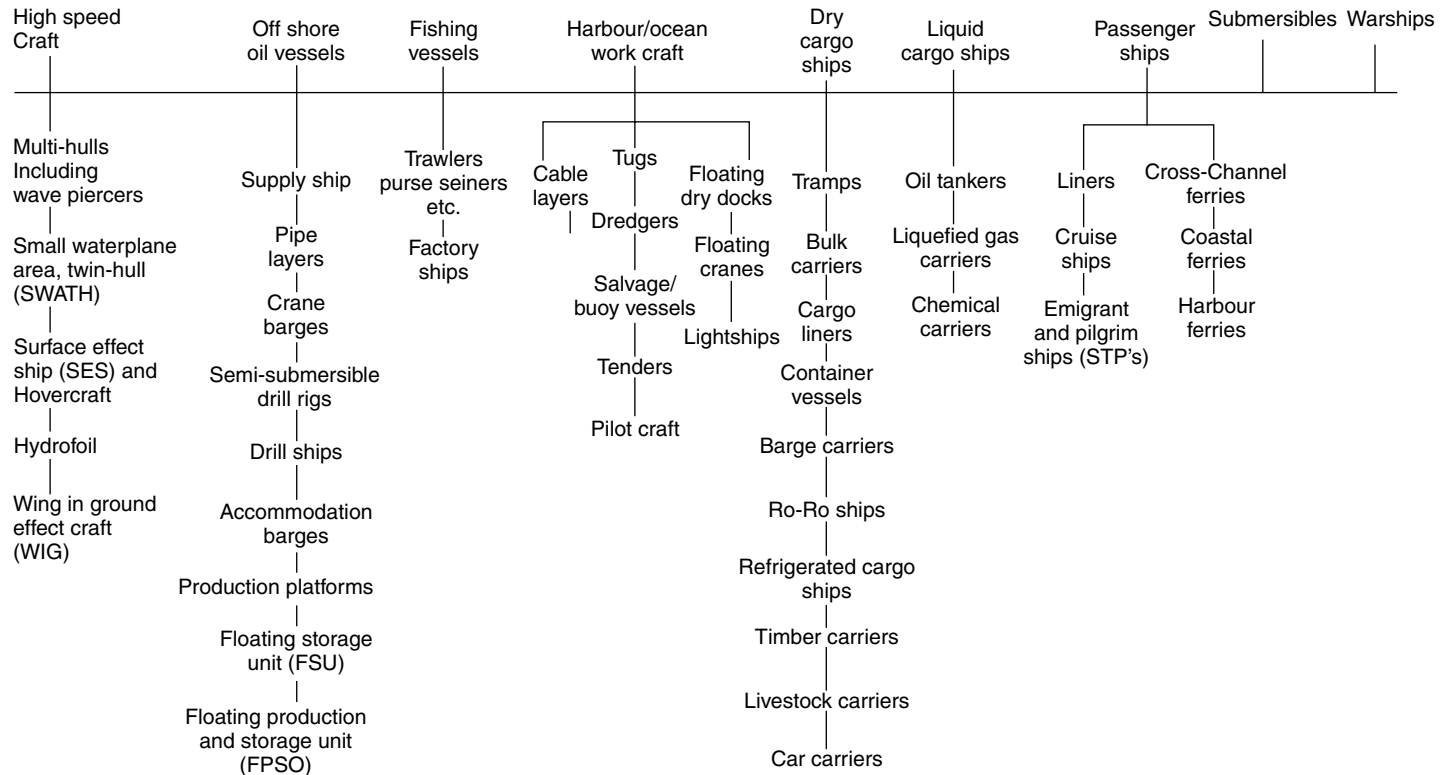 High speed
Craft
Off shore
oil vessels
Fishing
vessels
Harbour/ocean
work craft
Dry
cargo
ships
Liquid
cargo ships
Passenger
ships
Submersibles
Warships
Multi-hulls
Including
wave piercers
Small waterplane
area, twin-hull
(SWATH)
Surface effect
ship (SES) and
Hovercraft
Hydrofoil
Wing in ground
effect craft
(WIG)
Supply ship
Pipe
layers
Crane
barges
Semi-submersible
drill rigs
Drill ships
Accommodation
barges
Production platforms
Floating storage
unit (FSU)
Floating production
and storage unit
(FPSO)
Trawlers
purse seiners
etc.
Factory
ships
Cable
layers
Tugs
Dredgers
Salvage/
buoy vessels
Tenders
Pilot craft
Floating
dry docks
Floating
cranes
Lightships
Tramps
Bulk
carriers
Cargo
liners
Container
vessels
Barge carriers
Ro-Ro ships
Refrigerated cargo
ships
Timber carriers
Livestock carriers
Car carriers
Oil tankers
Liquefied gas
carriers
Chemical
carriers
Liners
Cruise
ships
Emigrant
and pilgrim
ships (STP's)
Cross-Channel
ferries
Coastal
ferries
Harbour
ferries